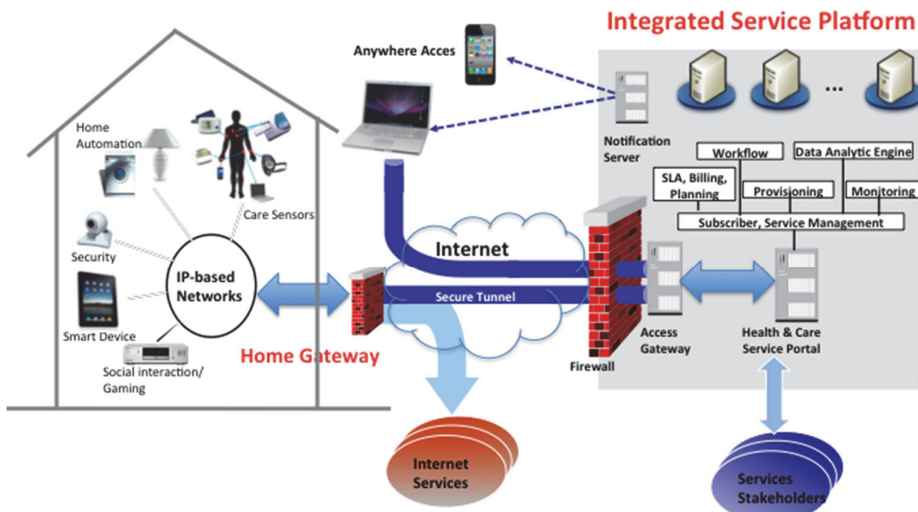 Integrated Service Platform
Anywhere Acces
Home
Automation
Care Sensors
Security
IP-based
Networks
Smart Device
Social interaction/
Gaming
Home Gateway
Internet
Secure Tunnel
Internet
Services
Firewall
Notification
Server
Workflow
Data Analytic Engine
SLA, Billing,
Planning
Provisioning
Monitoring
Subscriber, Service Management
...
Access
Gateway
Health & Care
Service Portal
Services
Stakeholders